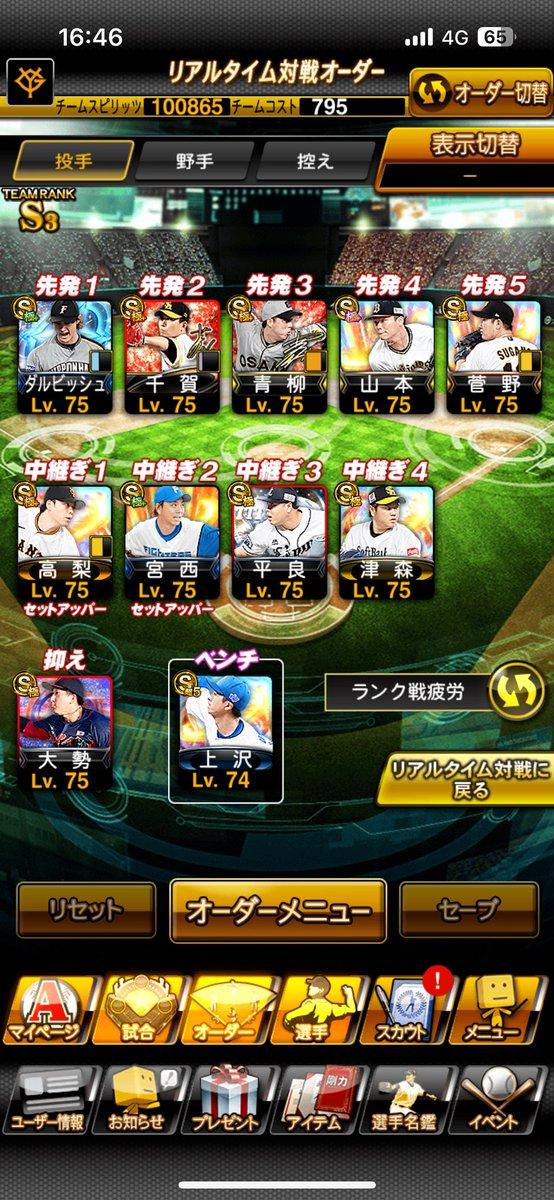 16:46
4G 65
リアルタイム対戦オーダー
オーダー切替
チームスピリッツ 100865 チームコスト 795
投手 野手 控え
表示切替
TEAM RANK
S3
先発1 先発2 先発3 先発4 先発5
ダルビッシュ 千賀 青柳 山本 菅野
Lv. 75 Lv. 75 Lv. 75 Lv. 75 Lv. 75
中継ぎ1 中継ぎ2 中継ぎ3 中継ぎ4
高梨 宮西 平良 津森
Lv. 75 Lv. 75 Lv. 75 Lv. 75
セットアッパー セットアッパー
抑え ベンチ
大勢 上沢
Lv. 75 Lv. 74
ランク戦疲労
リアルタイム対戦に
戻る
リセット オーダーメニュー セーブ
マイページ 試合 オーダー 選手 スカウト メニュー
ユーザー情報 お知らせ プレゼント アイテム 選手名鑑 イベント